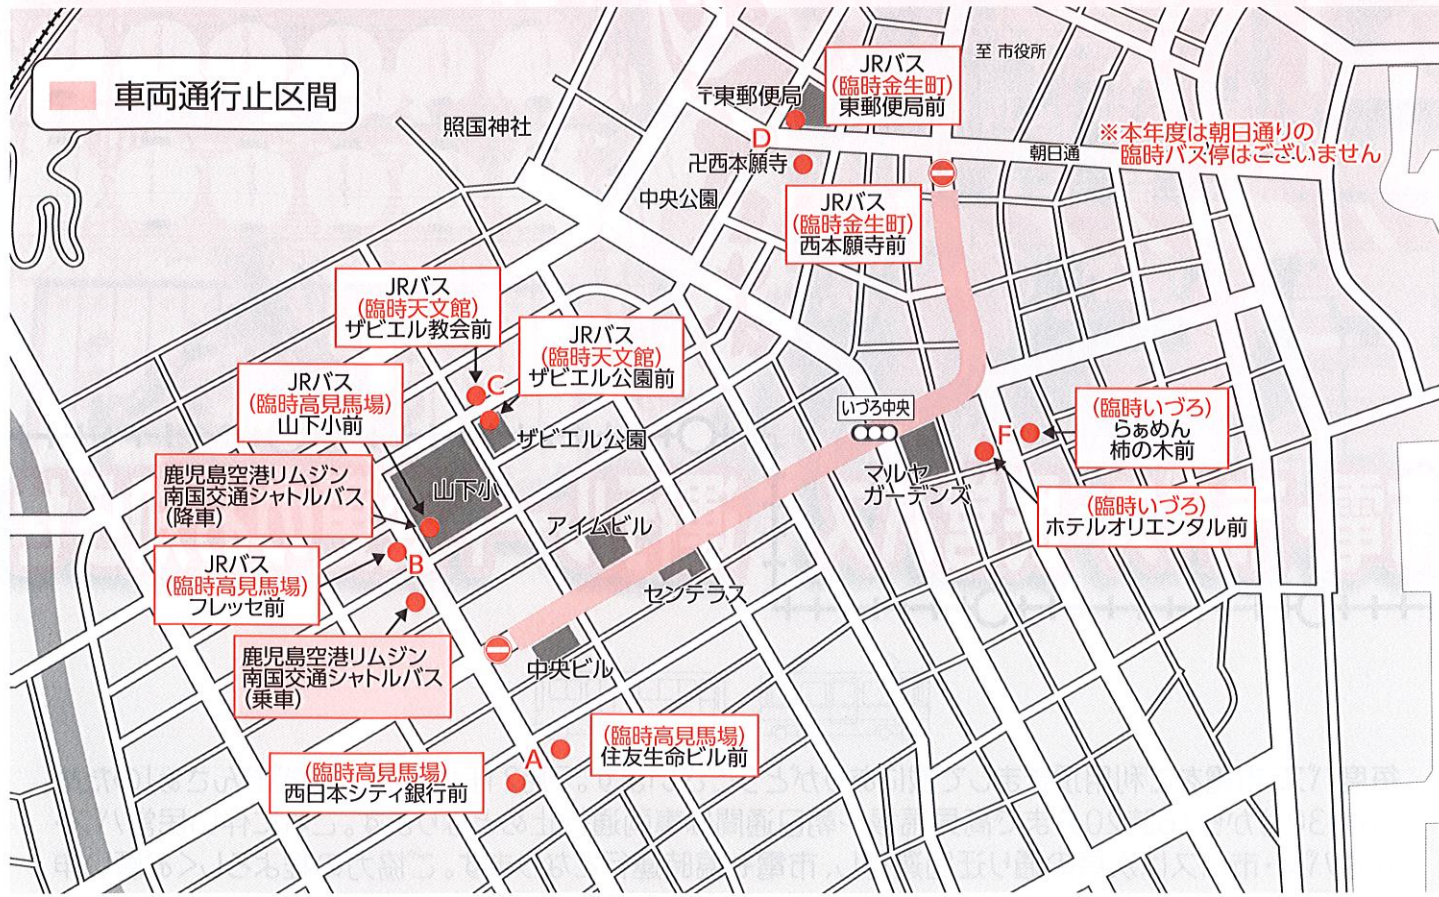 車両通行止区間
至 市役所
JRバス
(臨時金生町)
東郵便局前
〒東郵便局
照国神社
D
※本年度は朝日通りの
臨時バス停はございません
朝日通
卍西本願寺
中央公園
JRバス
(臨時金生町)
西本願寺前
JRバス
(臨時天文館)
ザビエル教会前
JRバス
(臨時天文館)
ザビエル公園前
C
JRバス
(臨時高見馬場)
山下小前
ザビエル公園
いづろ中央
(臨時いづろ)
らぁめん
柿の木前
F
マルヤ
ガーデンズ
鹿児島空港リムジン
南国交通シャトルバス
(降車)
山下小
(臨時いづろ)
ホテルオリエンタル前
アイムビル
JRバス
(臨時高見馬場)
フレッセ前
B
センテラス
鹿児島空港リムジン
南国交通シャトルバス
(乗車)
中央ビル
(臨時高見馬場)
住友生命ビル前
A
(臨時高見馬場)
西日本シティ銀行前